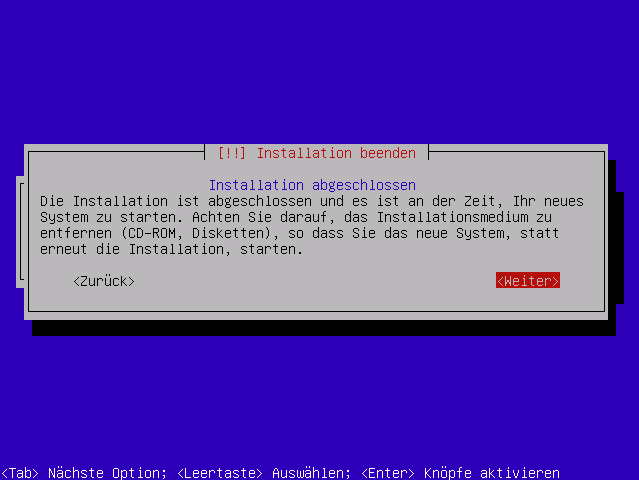 [!!] Installation beenden
Installation abgeschlossen
Die Installation ist abgeschlossen und es ist an der Zeit, Ihr neues
System zu starten. Achten Sie darauf, das Installationsmedium zu
entfernen (CD-ROM, Disketten), so dass Sie das neue System, statt
erneut die Installation, starten.
<Zurück> <Weiter>
<Tab> Nächste Option; <Leertaste> Auswählen; <Enter> Knöpfe aktivieren